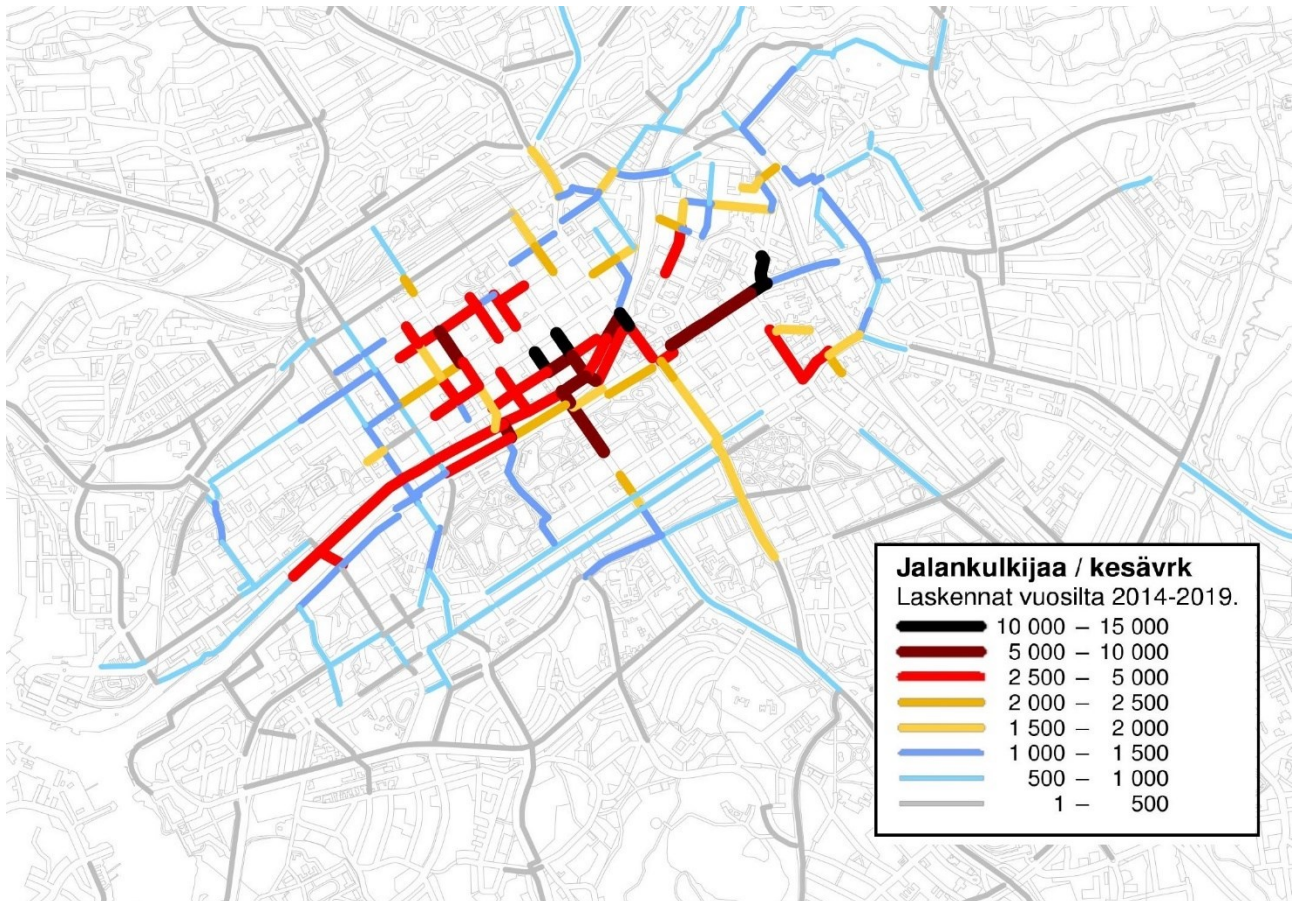 Jalankulkijaa / kesävrk
Laskennat vuosilta 2014-2019.
10 000 – 15 000
5 000 – 10 000
2 500 – 5 000
2 000 – 2 500
1 500 – 2 000
1 000 – 1 500
500 – 1 000
1 – 500